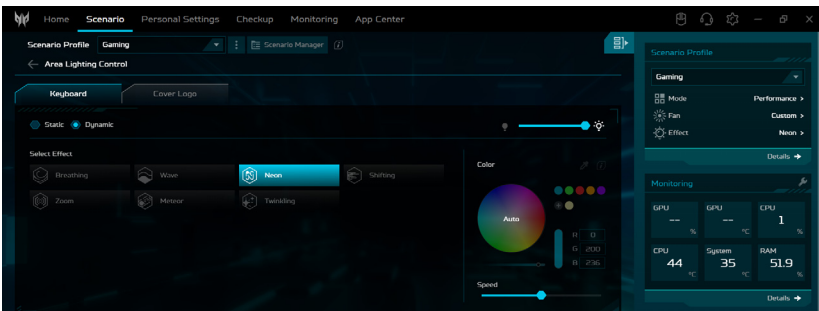 Home Scenario Personal Settings Checkup Monitoring App Center
Scenario Profile Gaming Scenario Manager
Area Lighting Control
Keyboard Cover Logo
Static Dynamic
Select Effect
Breathing Wave Neon Shifting
Zoom Meteor Twinkling
Color
Auto
R 0
G 200
B 236
Speed
Scenario Profile
Gaming
Mode Performance >
Fan Custom >
Effect Neon >
Details
Monitoring
GPU GPU CPU
-- -- 1
% °C %
CPU System RAM
44 35 51.9
°C °C %
Details